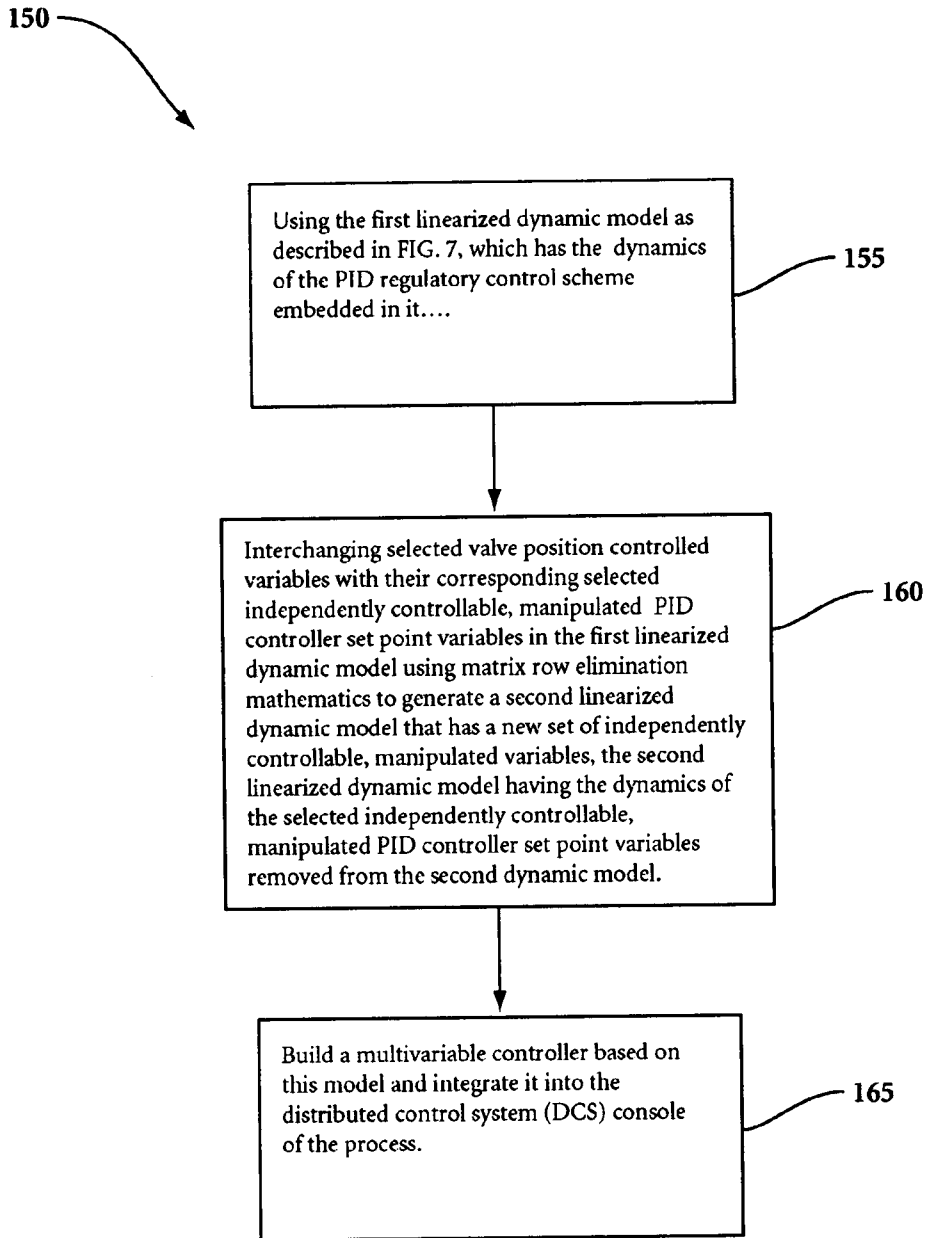 150
Using the first linearized dynamic model as
described in FIG. 7, which has the dynamics
of the PID regulatory control scheme
embedded in it....
155
Interchanging selected valve position controlled
variables with their corresponding selected
independently controllable, manipulated PID
controller set point variables in the first linearized
dynamic model using matrix row elimination
mathematics to generate a second linearized
dynamic model that has a new set of independently
controllable, manipulated variables, the second
linearized dynamic model having the dynamics of
the selected independently controllable,
manipulated PID controller set point variables
removed from the second dynamic model.
160
Build a multivariable controller based on
this model and integrate it into the
distributed control system (DCS) console
of the process.
165